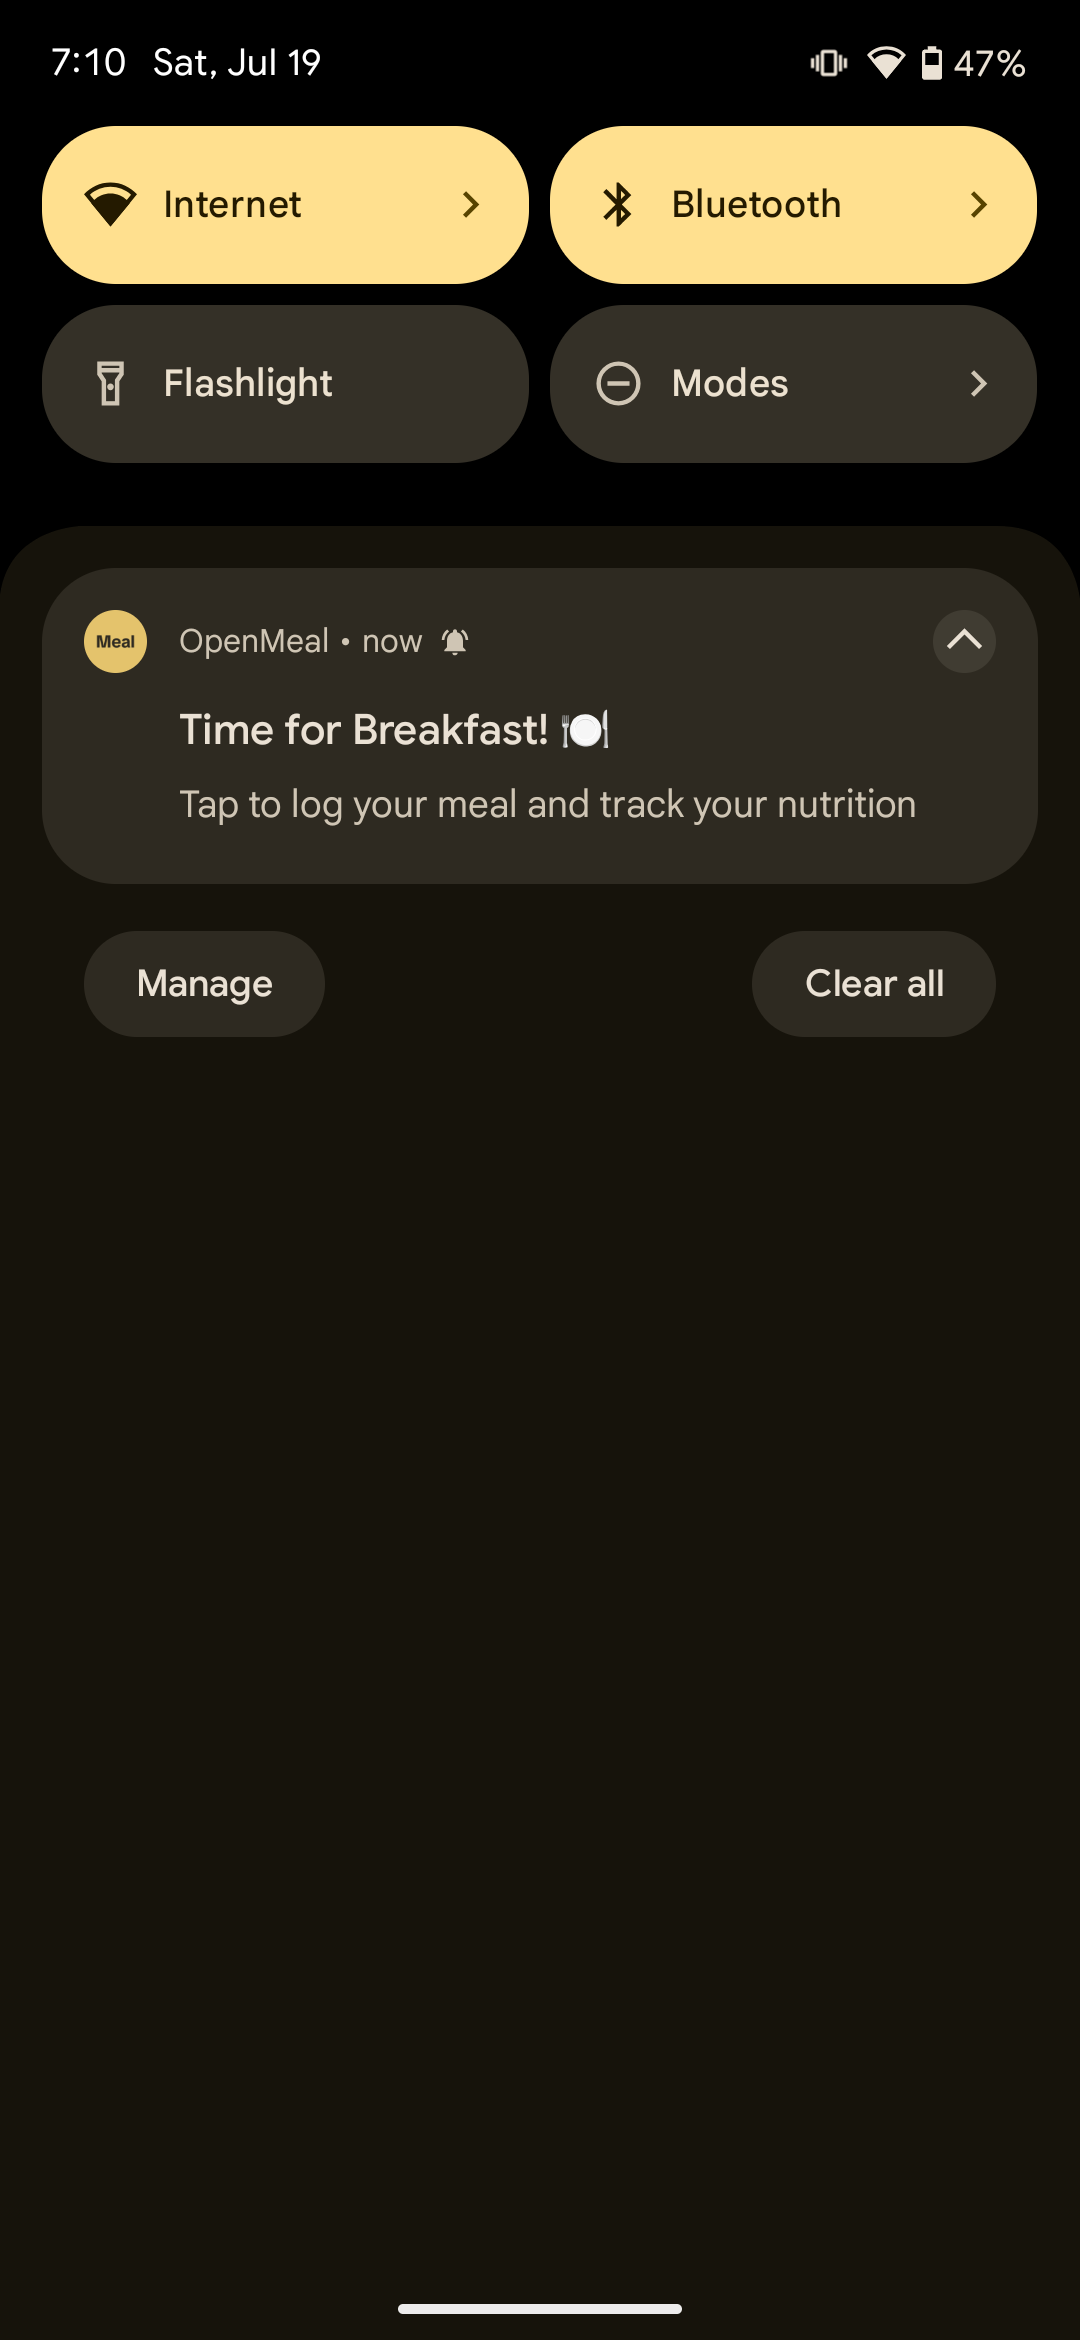 7:10 Sat, Jul 19 47%
Internet
Bluetooth
Flashlight
Modes
Meal OpenMeal • now
Time for Breakfast! 🍽️
Tap to log your meal and track your nutrition
Manage
Clear all